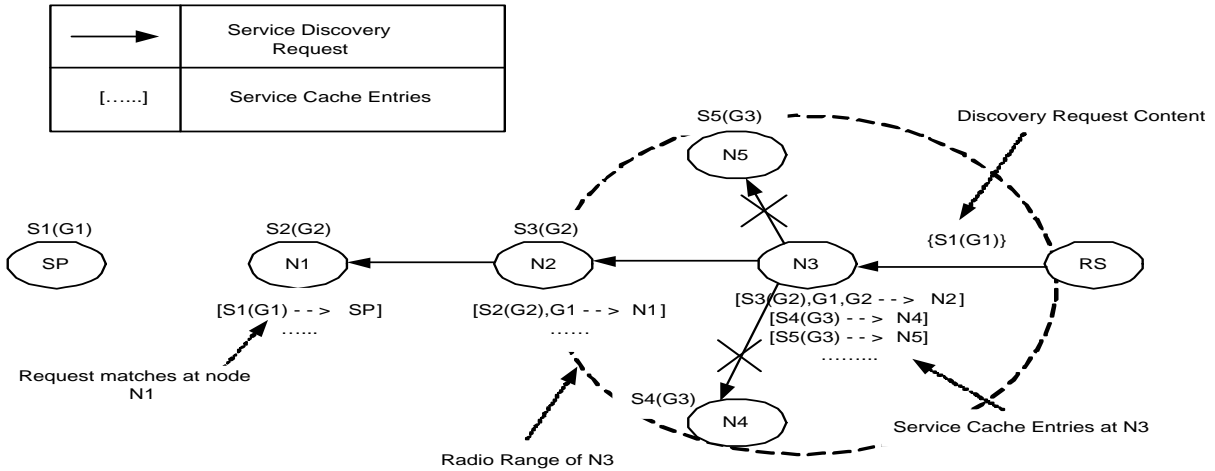 Service Discovery
Request
[…...]
Service Cache Entries
S5(G3)
Discovery Request Content
N5
S1(G1)
S2(G2)
S3(G2)
{S1(G1)}
SP
N1
N2
N3
RS
[S1(G1) - -> SP]
…...
[S2(G2),G1 - -> N1]
……
[S3(G2),G1,G2 - -> N2]
[S4(G3) - -> N4]
[S5(G3) - -> N5]
……...
Request matches at node
N1
S4(G3)
N4
Service Cache Entries at N3
Radio Range of N3